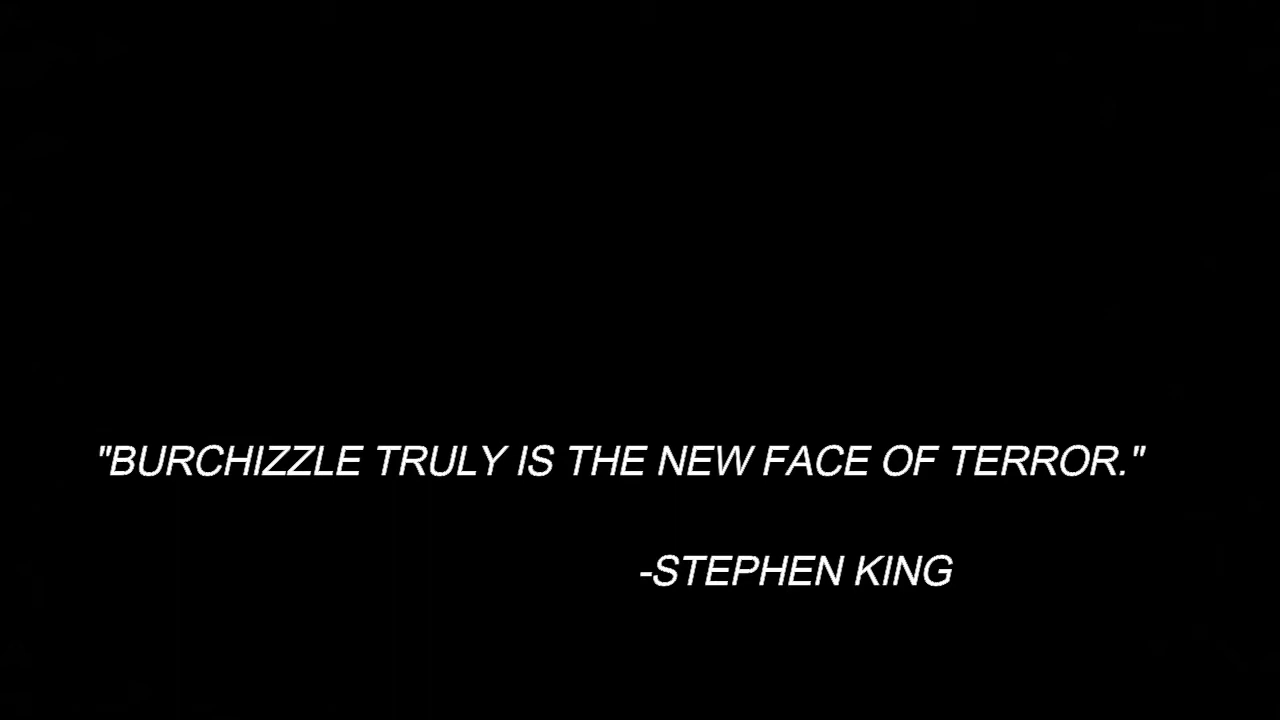 "BURCHIZZLE TRULY IS THE NEW FACE OF TERROR."
-STEPHEN KING